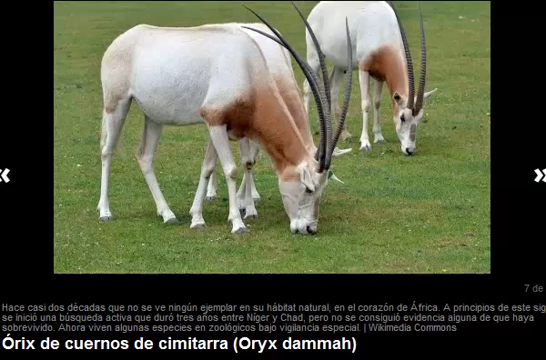 «
»
7 de
Hace casi dos décadas que no se ve ningún ejemplar en su hábitat natural, en el corazón de África. A principios de este sig
se inició una búsqueda activa que duró tres años entre Níger y Chad, pero no se consiguió evidencia alguna de que haya
sobrevivido. Ahora viven algunas especies en zoológicos bajo vigilancia especial. | Wikimedia Commons
Órix de cuernos de cimitarra (Oryx dammah)